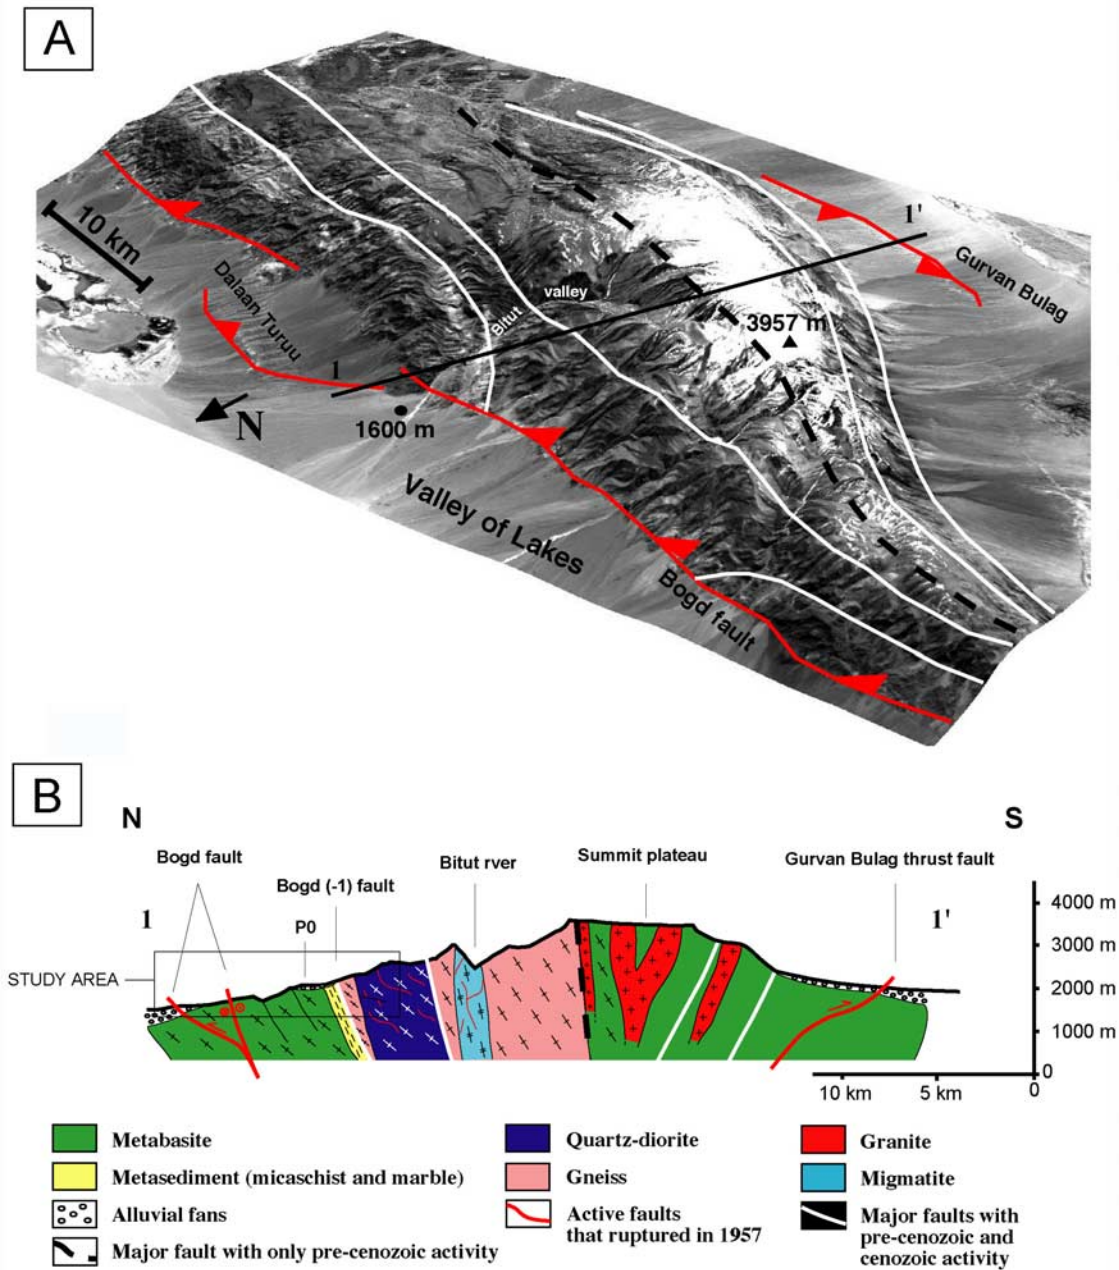 A
10 km
Dalaan Turuu
N
1
1600 m
Bitut
valley
3957 m
1'
Gurvan Bulag
Valley of Lakes
Bogd fault
B
N
S
Bogd fault
Bogd (-1) fault
Bitut rver
Summit plateau
Gurvan Bulag thrust fault
1
P0
1'
STUDY AREA
4000 m
3000 m
2000 m
1000 m
0
10 km
5 km
0
Metabasite
Quartz-diorite
Granite
Metasediment (micaschist and marble)
Gneiss
Migmatite
Alluvial fans
Active faults
that ruptured in 1957
Major faults with
pre-cenozoic and
cenozoic activity
Major fault with only pre-cenozoic activity